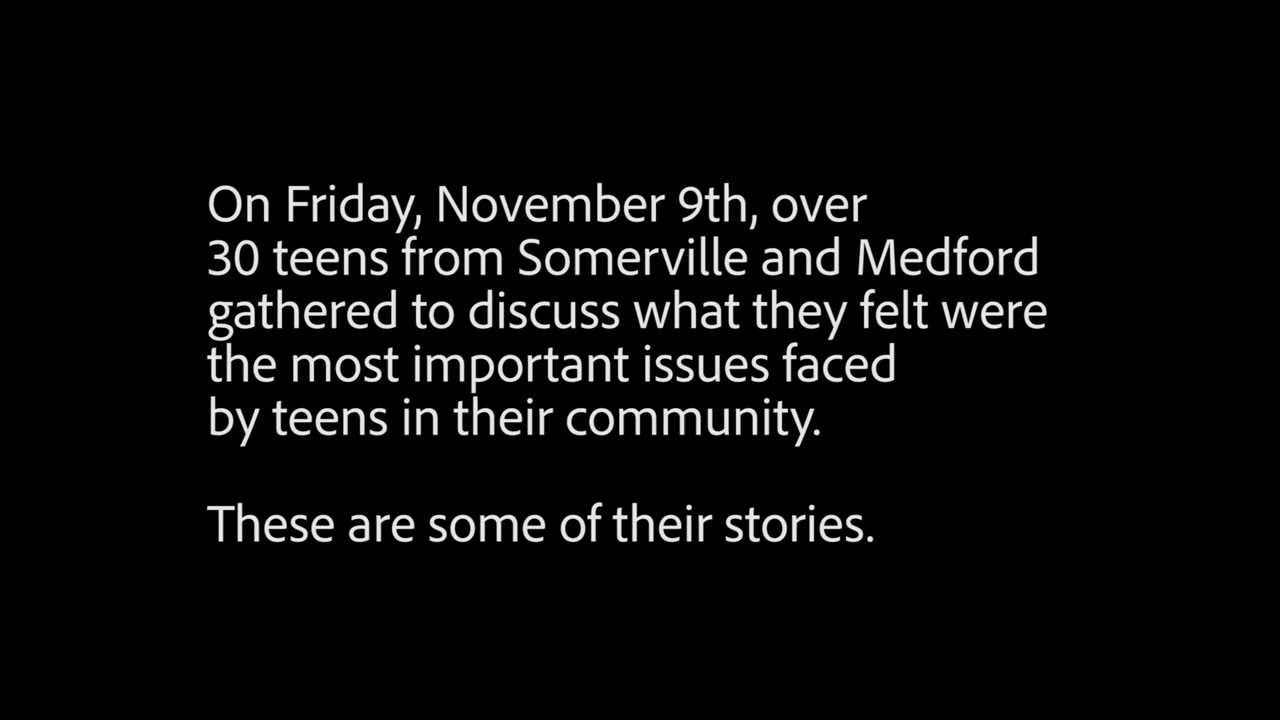 On Friday, November 9th, over
30 teens from Somerville and Medford
gathered to discuss what they felt were
the most important issues faced
by teens in their community.
These are some of their stories.